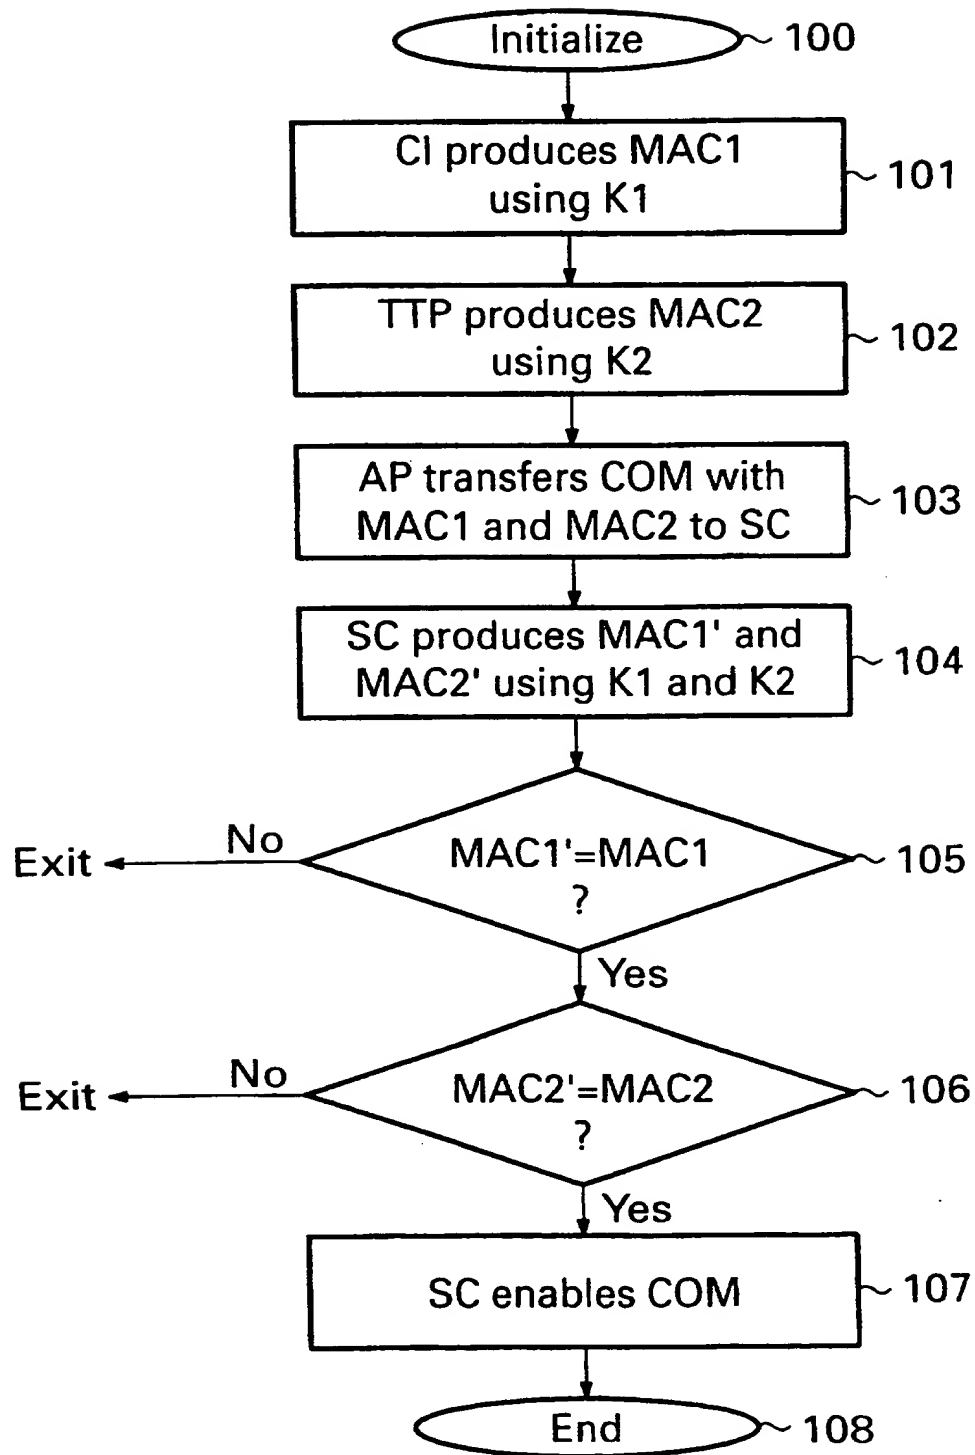 Initialize
100
CI produces MAC1
using K1
101
TTP produces MAC2
using K2
102
AP transfers COM with
MAC1 and MAC2 to SC
103
SC produces MAC1' and
MAC2' using K1 and K2
104
MAC1'=MAC1
?
105
No
Exit
Yes
MAC2'=MAC2
?
106
No
Exit
Yes
SC enables COM
107
End
108